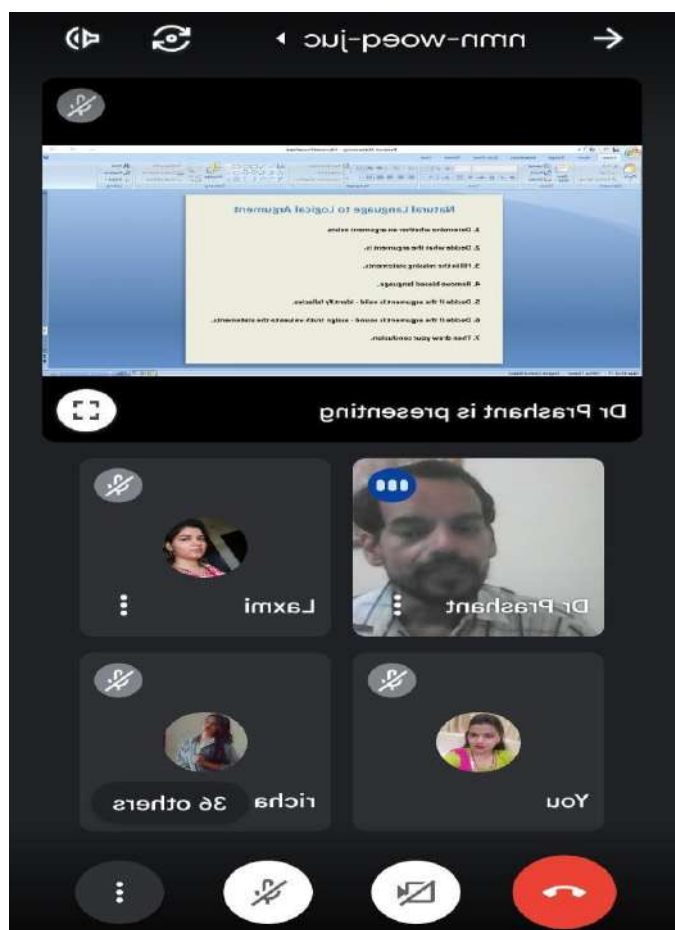 nmn-woeq-juc
Natural Language to Logical Argument
1. Determine whether an argument exists.
2. Decide what the argument is.
3. Fill in the missing statements.
4. Remove biased language.
5. Decide if the argument is valid - identify fallacies.
6. Decide if the argument is sound - assign truth values to the statements.
7. Then draw your conclusion.
Dr Prashant is presenting
Dr Prashant
Laxmi
You
richa
36 others